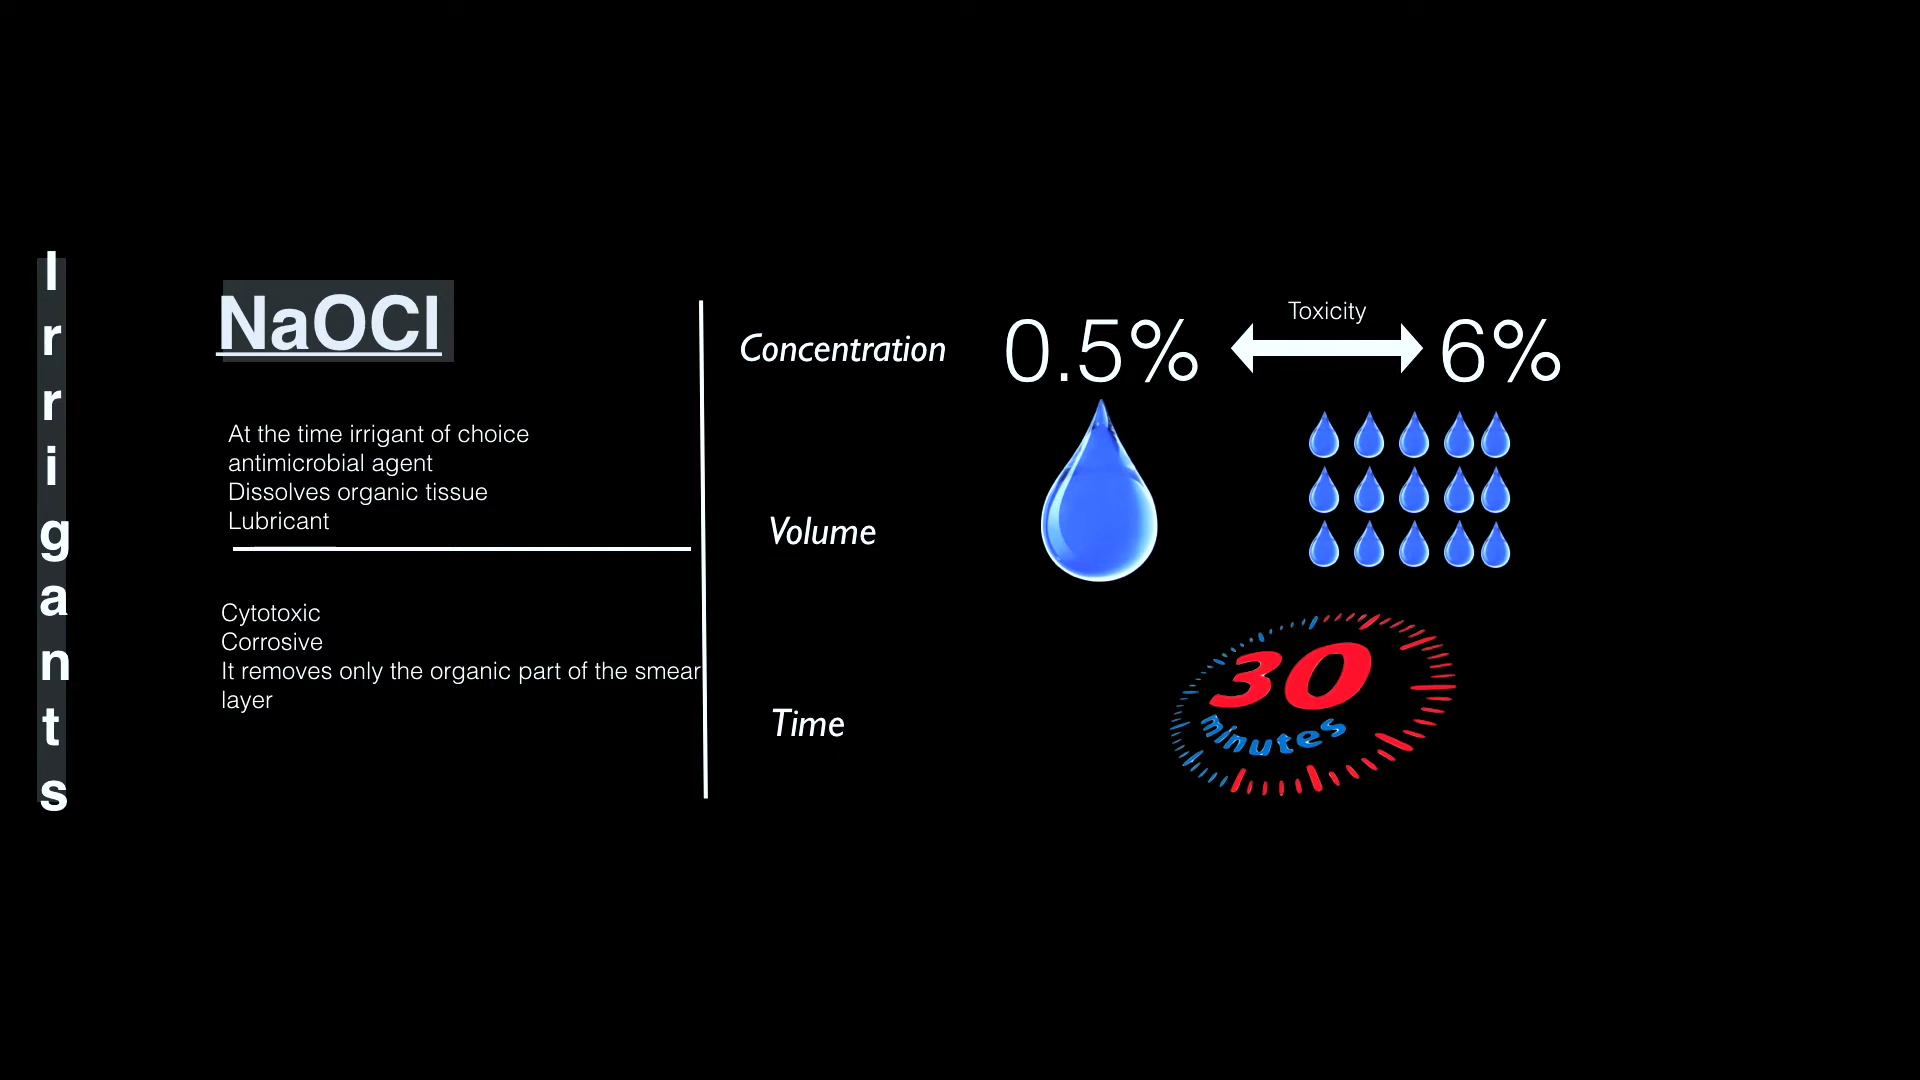 Irrigants
NaOCl
At the time irrigant of choice
antimicrobial agent
Dissolves organic tissue
Lubricant
Cytotoxic
Corrosive
It removes only the organic part of the smear
layer
Concentration
0.5%
Toxicity
6%
Volume
Time
30
minutes